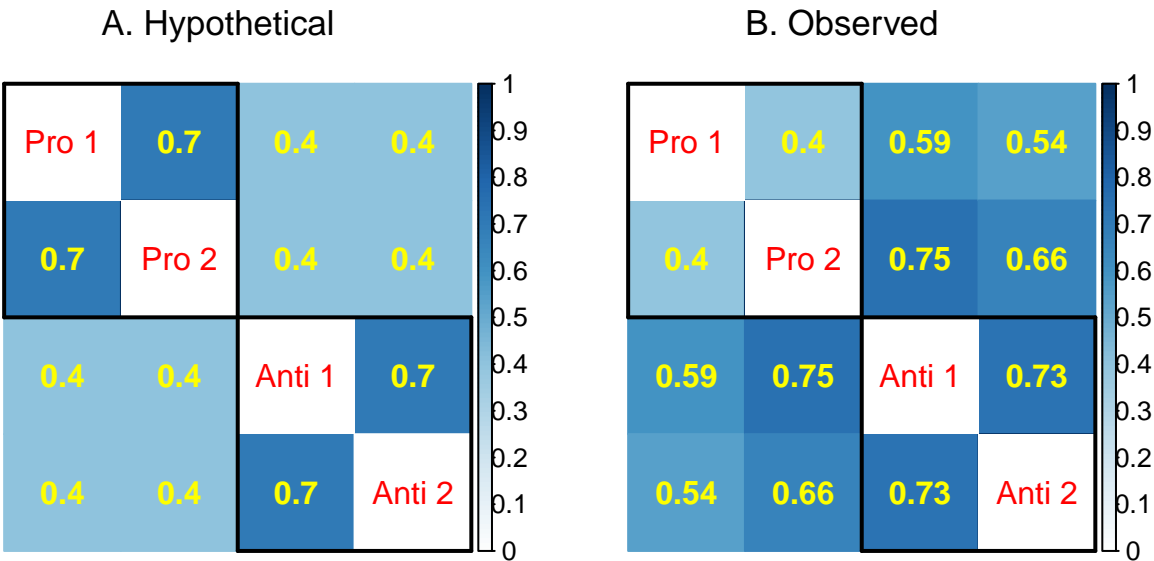 A. Hypothetical
Pro 1 0.7 0.4 0.4
0.7 Pro 2 0.4 0.4
0.4 0.4 Anti 1 0.7
0.4 0.4 0.7 Anti 2
1
0.9
0.8
0.7
0.6
0.5
0.4
0.3
0.2
0.1
0
B. Observed
Pro 1 0.4 0.59 0.54
0.4 Pro 2 0.75 0.66
0.59 0.75 Anti 1 0.73
0.54 0.66 0.73 Anti 2
1
0.9
0.8
0.7
0.6
0.5
0.4
0.3
0.2
0.1
0